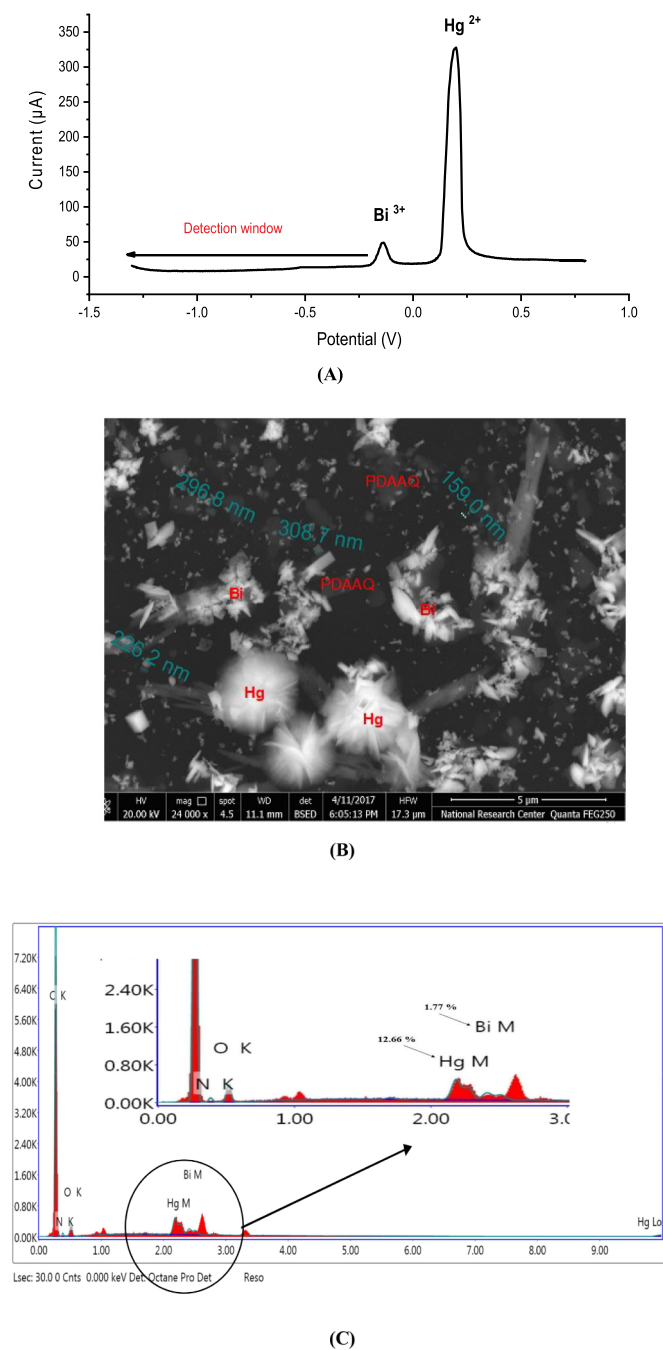 Hg 2+
350
300
250
200
150
100
50
0
Current (µA)
Bi 3+
Detection window
-1.5 -1.0 -0.5 0.0 0.5 1.0
Potential (V)
(A)
296.8 nm
PDAAQ
159.0 nm
308.7 nm
PDAAQ
Bi
Bi
226.2 nm
Hg
Hg
HV mag spot WD det 4/11/2017 HFW 5 µm
20.00 kV 24 000 x 4.5 11.1 mm BSED 6:05:13 PM 17.3 µm National Research Center Quanta FEG250
(B)
7.20K
6.40K
5.60K
4.80K
4.00K
3.20K
2.40K
1.60K
0.80K
0.00K
K
O K
N K
Bi M
Hg M
Hg Lo
0.00 1.00 2.00 3.00 4.00 5.00 6.00 7.00 8.00 9.00
2.40K
1.60K
0.80K
0.00K
O K
N K
1.77 %
Bi M
12.66 %
Hg M
0.00 1.00 2.00 3.0
Lsec: 30.0 0 Cnts 0.000 keV Det: Octane Pro Det Reso
(C)